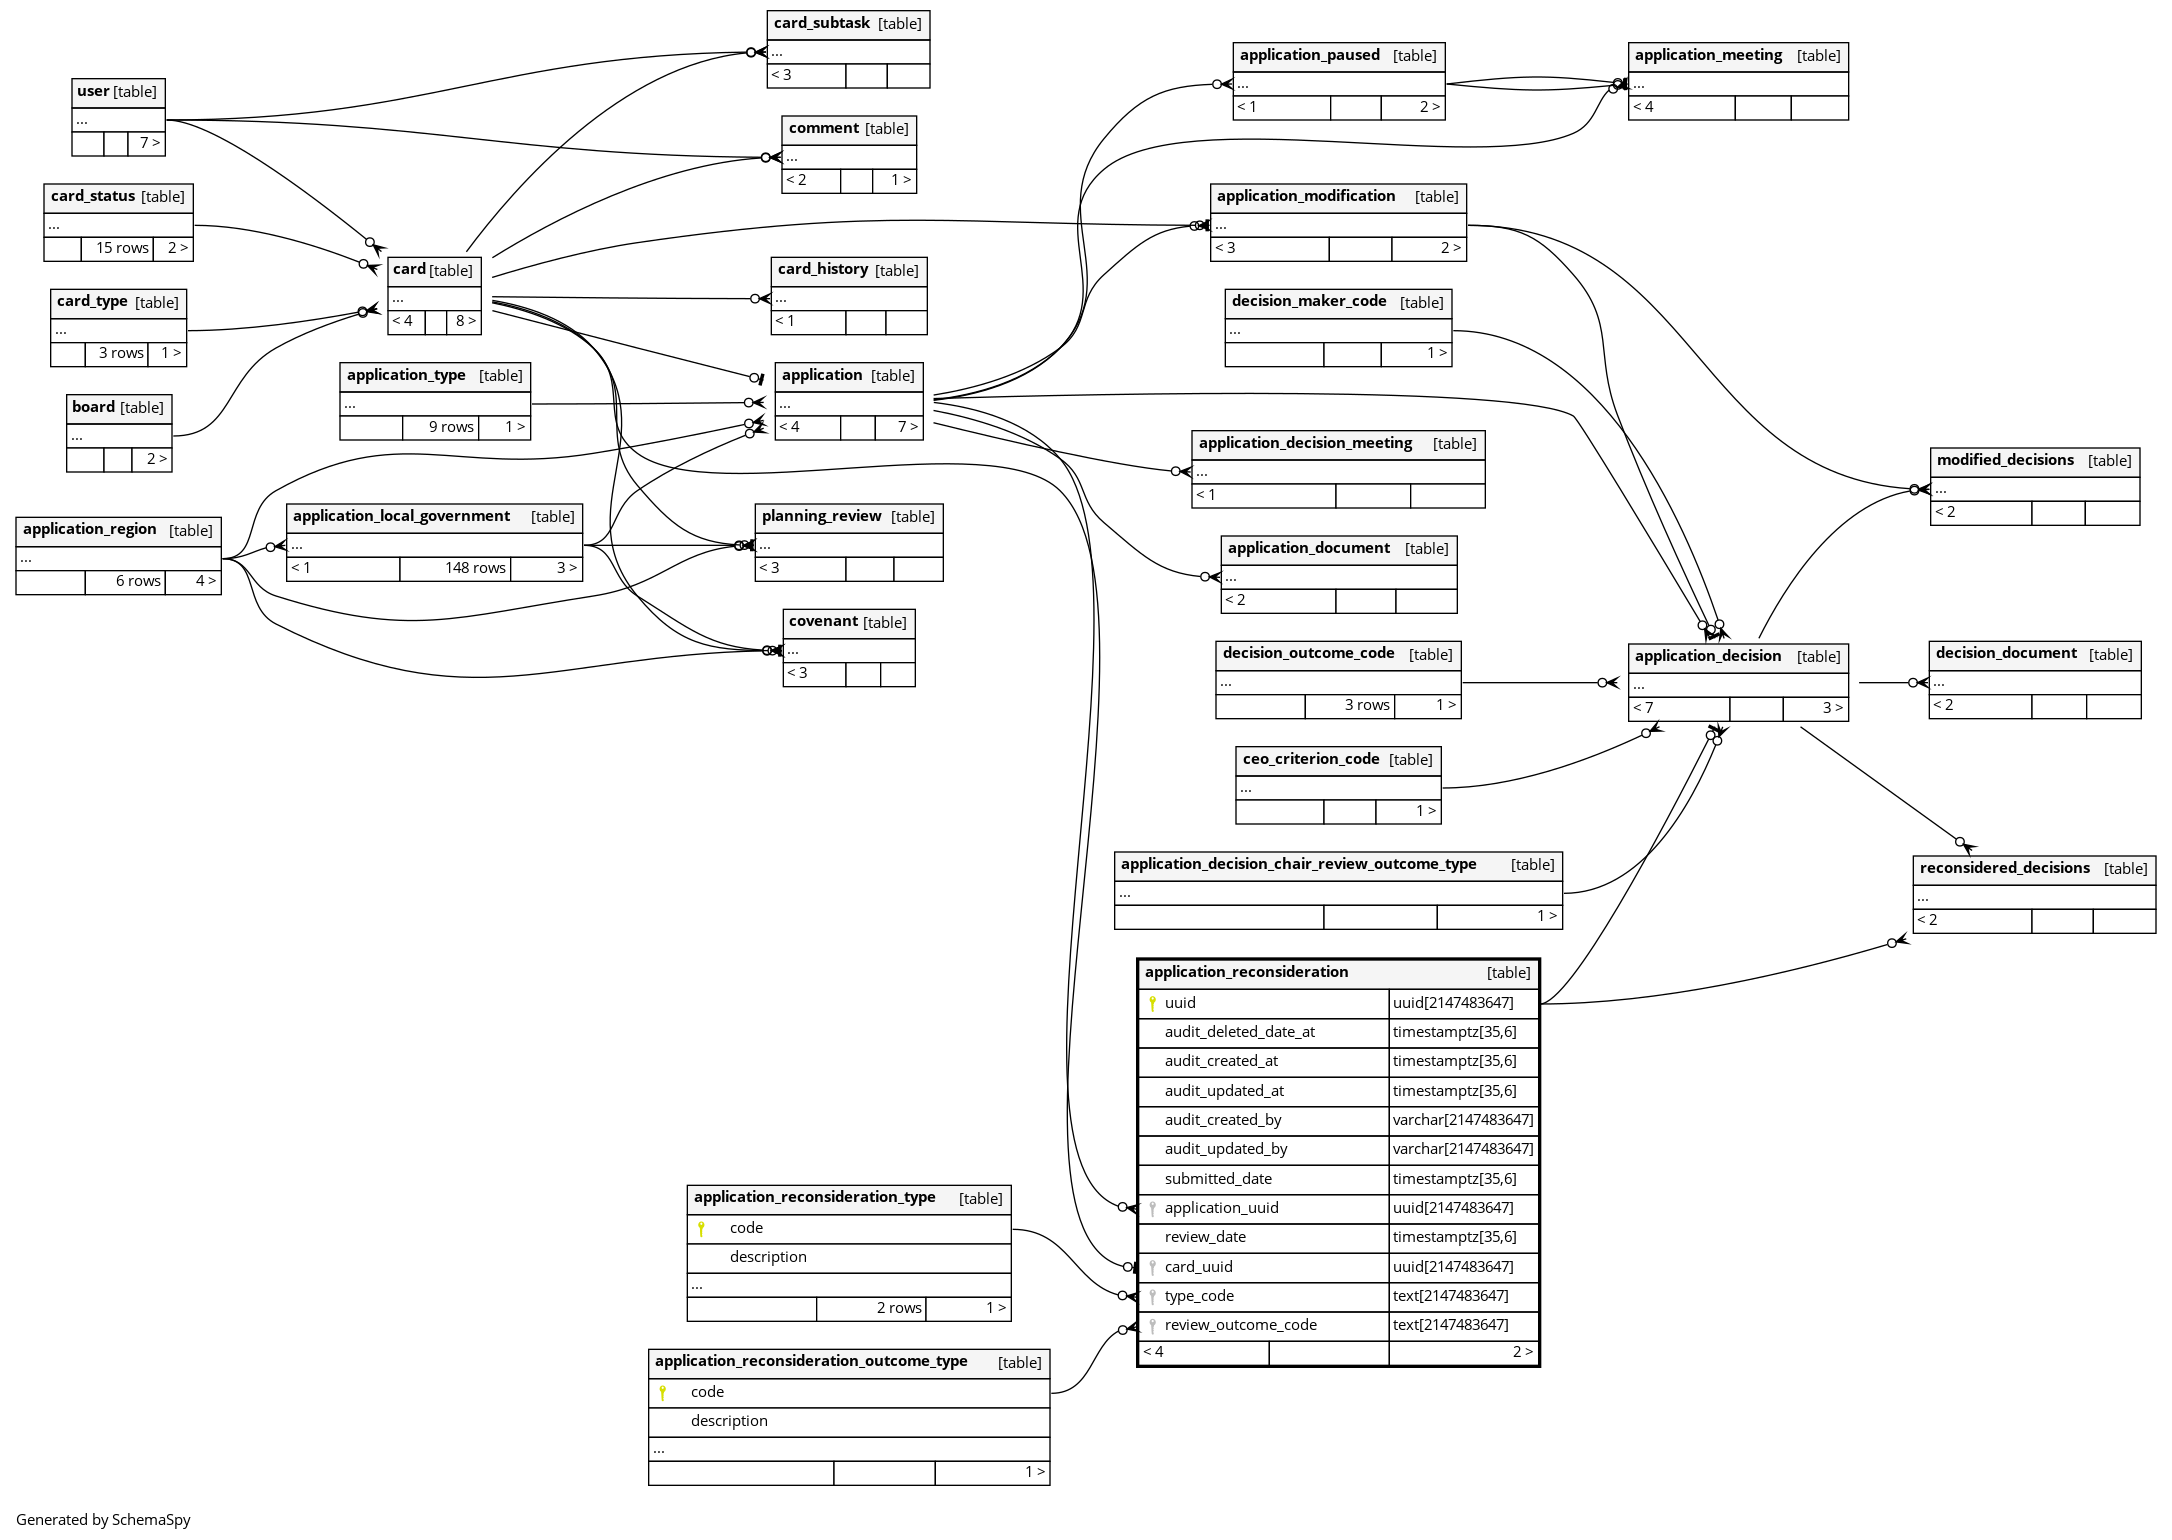 card_subtask [table]
...
< 3
application_paused [table]
...
< 1 2 >
application_meeting [table]
...
< 4
user [table]
...
7 >
comment [table]
...
< 2 1 >
card_status [table]
...
15 rows 2 >
application_modification [table]
...
< 3 2 >
card [table]
...
< 4 8 >
card_history [table]
...
< 1
card_type [table]
...
3 rows 1 >
decision_maker_code [table]
...
1 >
application_type [table]
...
9 rows 1 >
application [table]
...
< 4 7 >
board [table]
...
2 >
application_decision_meeting [table]
...
< 1
modified_decisions [table]
...
< 2
application_region [table]
...
6 rows 4 >
application_local_government [table]
...
< 1 148 rows 3 >
planning_review [table]
...
< 3
application_document [table]
...
< 2
covenant [table]
...
< 3
decision_outcome_code [table]
...
3 rows 1 >
application_decision [table]
...
< 7 3 >
decision_document [table]
...
< 2
ceo_criterion_code [table]
...
1 >
application_decision_chair_review_outcome_type [table]
...
1 >
reconsidered_decisions [table]
...
< 2
application_reconsideration [table]
uuid uuid[2147483647]
audit_deleted_date_at timestamptz[35,6]
audit_created_at timestamptz[35,6]
audit_updated_at timestamptz[35,6]
audit_created_by varchar[2147483647]
audit_updated_by varchar[2147483647]
submitted_date timestamptz[35,6]
application_uuid uuid[2147483647]
review_date timestamptz[35,6]
card_uuid uuid[2147483647]
type_code text[2147483647]
review_outcome_code text[2147483647]
< 4 2 >
application_reconsideration_type [table]
code
description
...
2 rows 1 >
application_reconsideration_outcome_type [table]
code
description
...
1 >
Generated by SchemaSpy